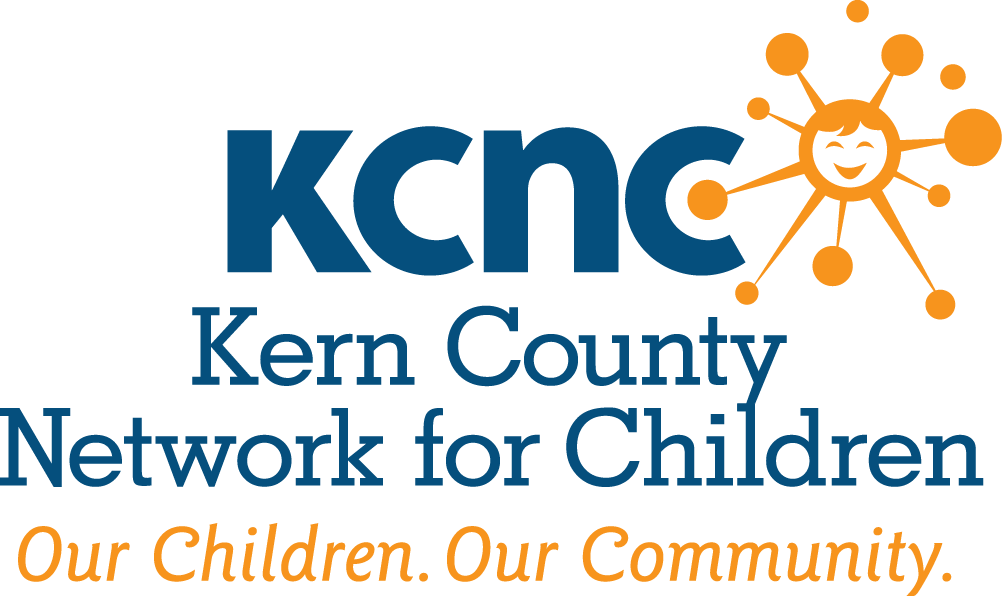 KCNC
Kern County
Network for Children
Our Children. Our Community.